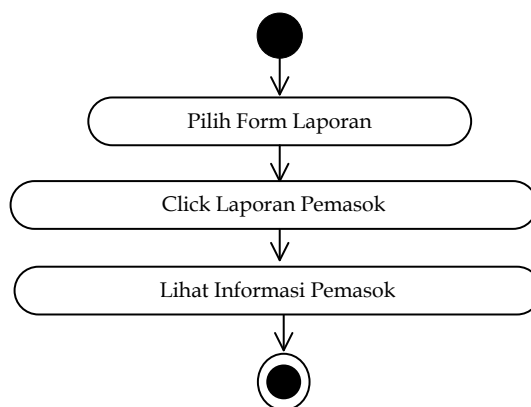 Pilih Form Laporan
Click Laporan Pemasok
Lihat Informasi Pemasok